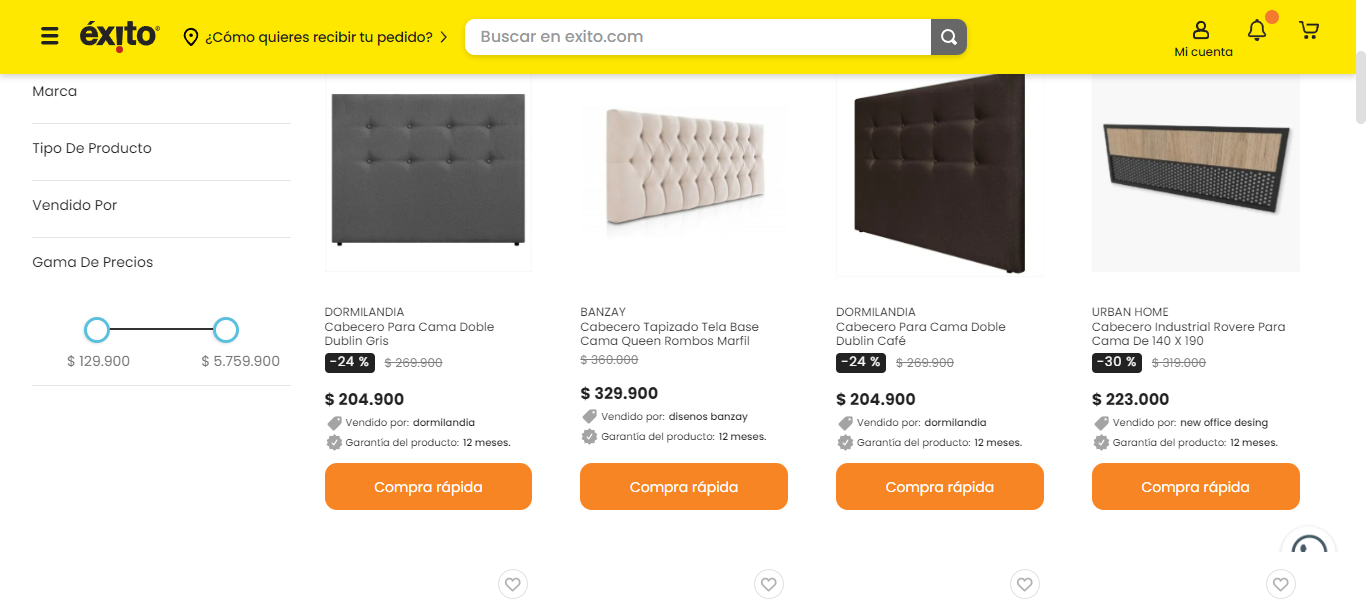 éxito®
¿Cómo quieres recibir tu pedido?
Buscar en exito.com
Mi cuenta
Marca
Tipo De Producto
Vendido Por
Gama De Precios
$ 129.900
$ 5.759.900
DORMILANDIA
Cabecero Para Cama Doble
Dublin Gris
-24 % $ 269.900
$ 204.900
Vendido por: dormilandia
Garantía del producto: 12 meses.
Compra rápida
BANZAY
Cabecero Tapizado Tela Base
Cama Queen Rombos Marfil
$ 360.000
$ 329.900
Vendido por: disenos banzay
Garantía del producto: 12 meses.
Compra rápida
DORMILANDIA
Cabecero Para Cama Doble
Dublin Café
-24 % $ 269.900
$ 204.900
Vendido por: dormilandia
Garantía del producto: 12 meses.
Compra rápida
URBAN HOME
Cabecero Industrial Rovere Para
Cama De 140 X 190
-30 % $ 319.000
$ 223.000
Vendido por: new office desing
Garantía del producto: 12 meses.
Compra rápida